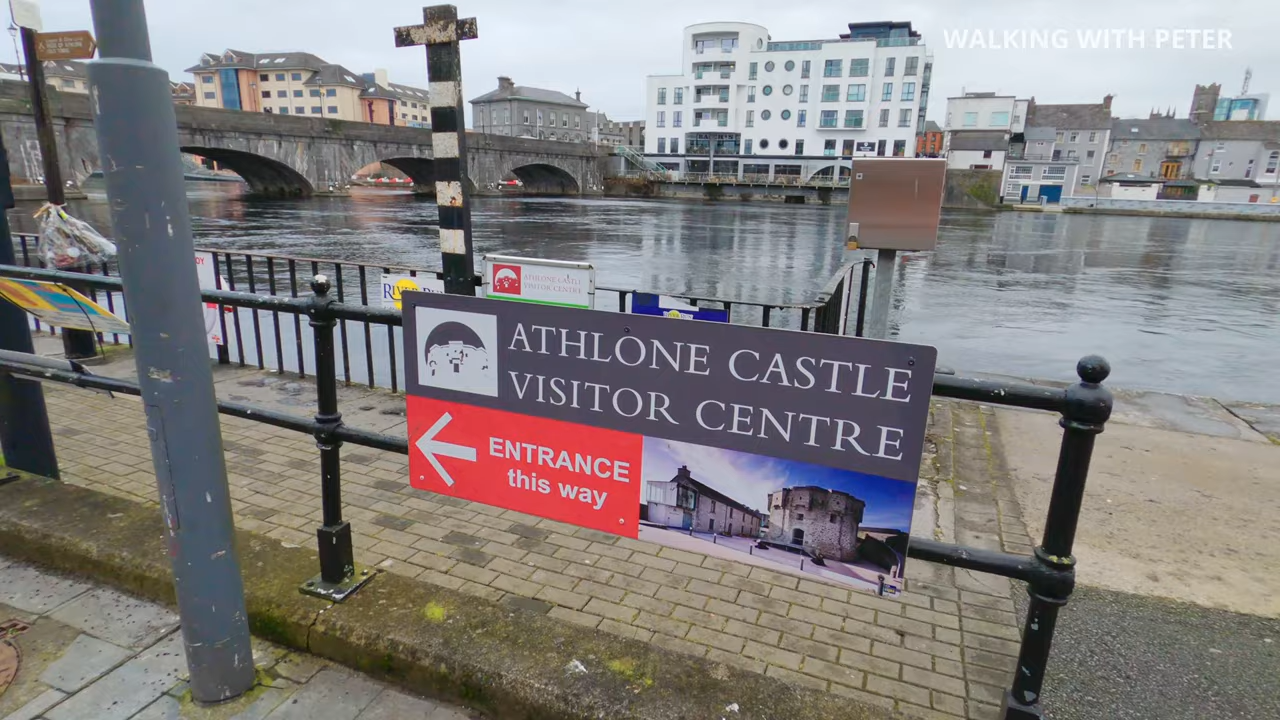 WALKING WITH PETER
ATHLONE CASTLE
VISITOR CENTRE
ATHLONE CASTLE
VISITOR CENTRE
ENTRANCE
this way